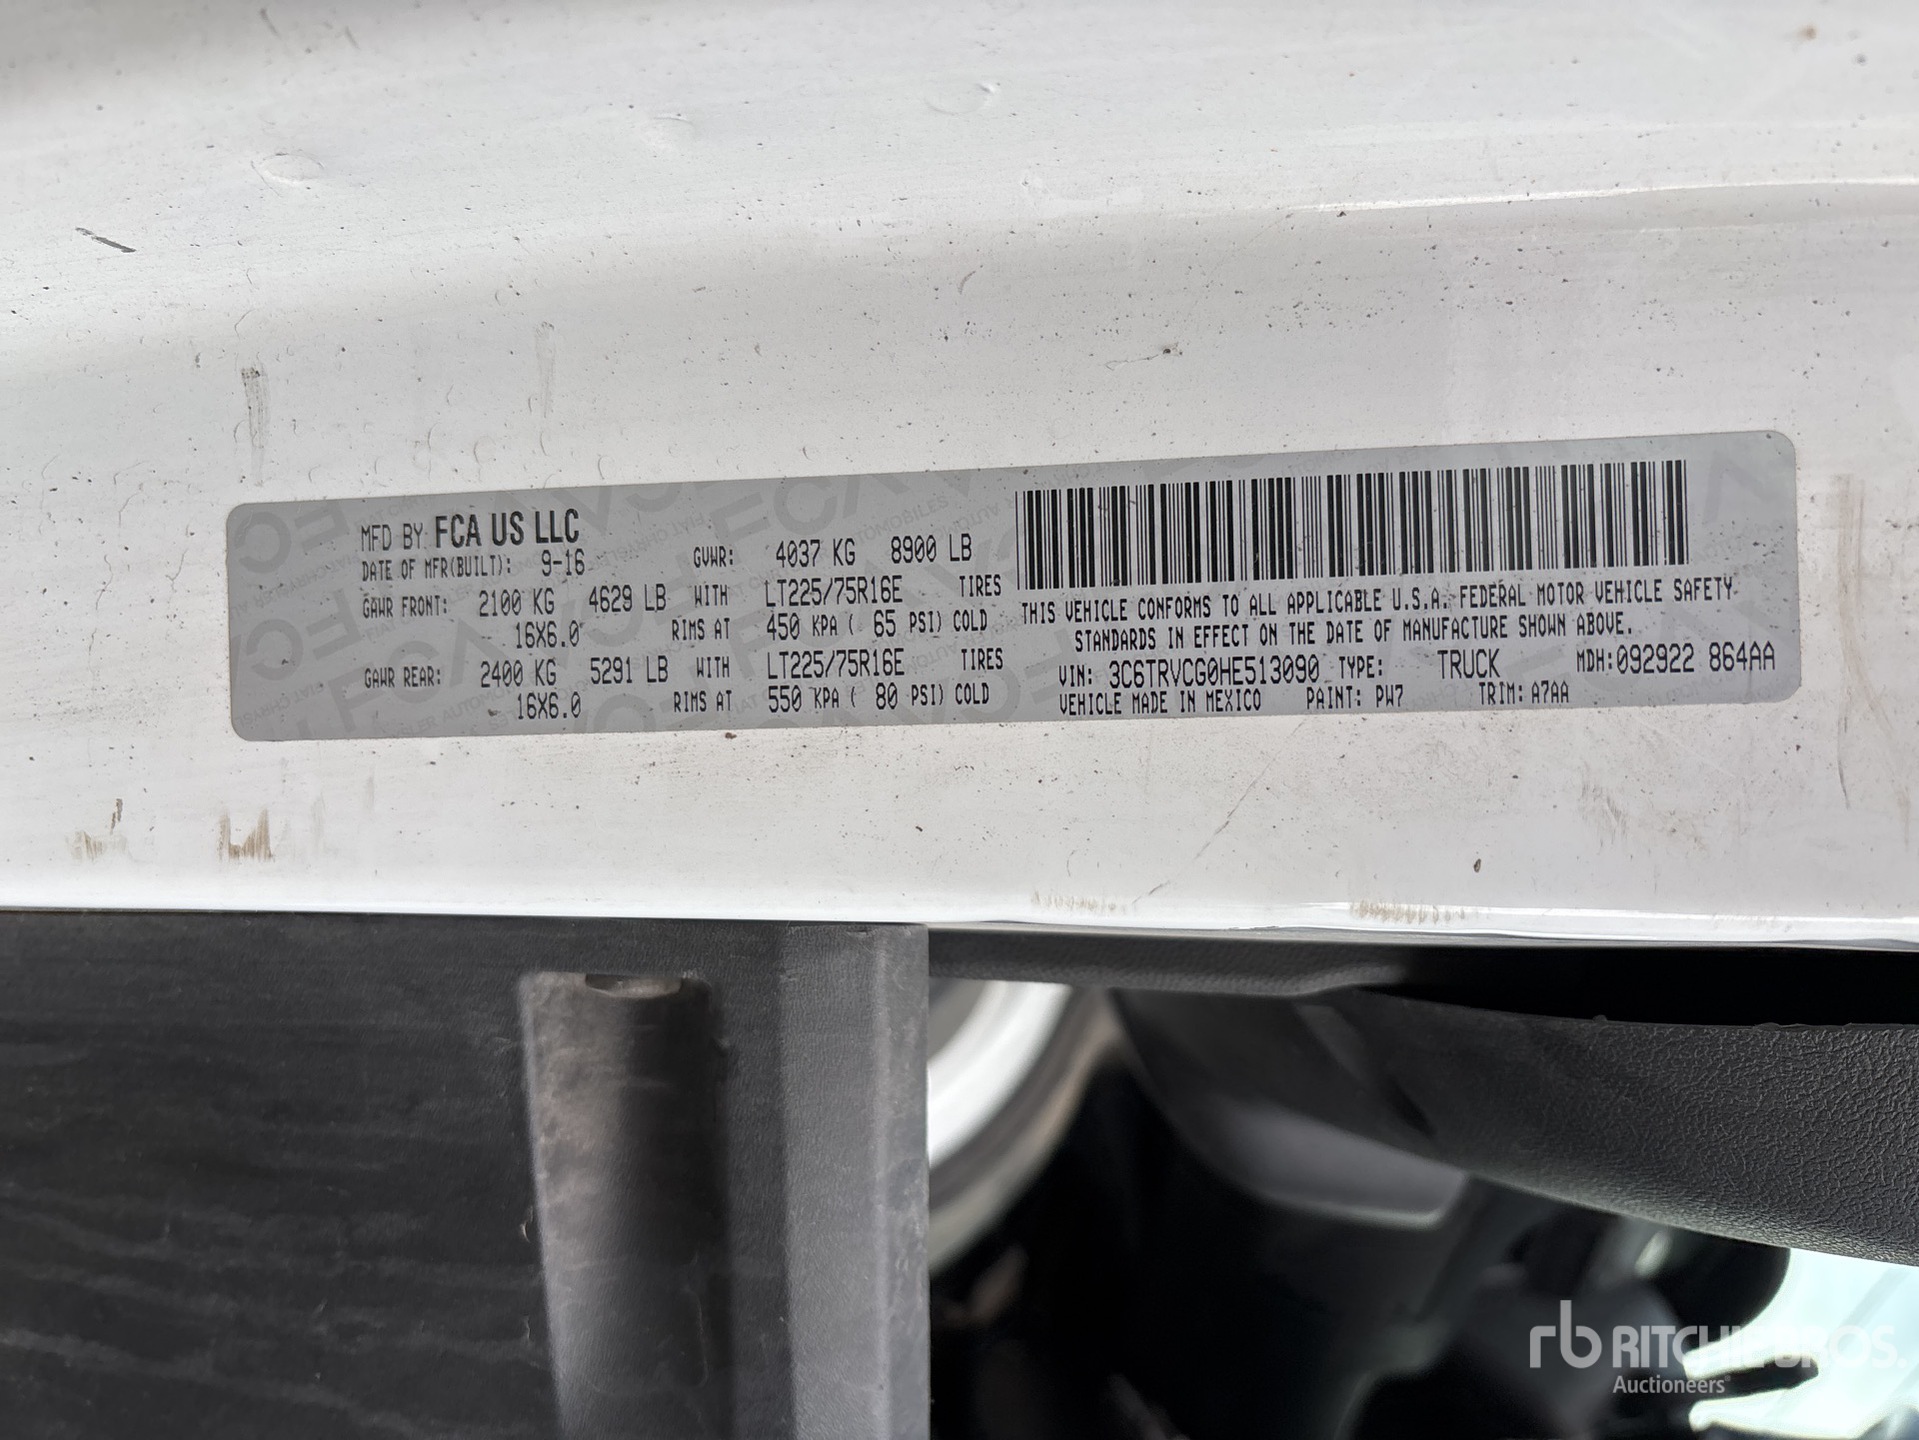 MFD BY FCA US LLC
DATE OF MFR(BUILT): 9-16 GVWR: 4037 KG 8900 LB
GAWR FRONT: 2100 KG 4629 LB WITH LT225/75R16E TIRES
16X6.0 RIMS AT 450 KPA ( 65 PSI) COLD
GAWR REAR: 2400 KG 5291 LB WITH LT225/75R16E TIRES
16X6.0 RIMS AT 550 KPA ( 80 PSI) COLD
THIS VEHICLE CONFORMS TO ALL APPLICABLE U.S.A. FEDERAL MOTOR VEHICLE SAFETY
STANDARDS IN EFFECT ON THE DATE OF MANUFACTURE SHOWN ABOVE.
VIN: 3C6TRVCG0HE513090 TYPE: TRUCK MDH:092922 864AA
VEHICLE MADE IN MEXICO PAINT: PW7 TRIM: A7AA
rb RITCHIE BROS.
Auctioneers